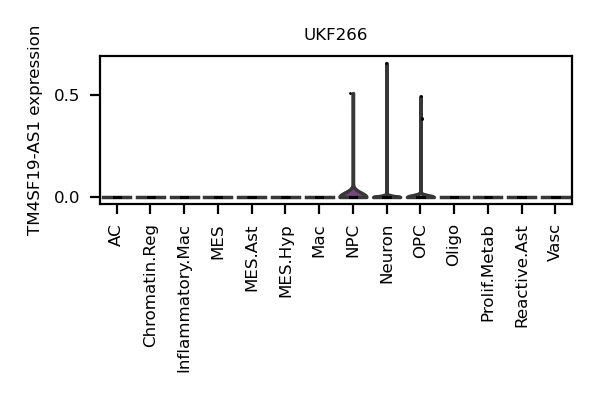 UKF266
TM4SF19-AS1 expression
0.5
0.0
AC
Chromatin.Reg
Inflammatory.Mac
MES
MES.Ast
MES.Hyp
Mac
NPC
Neuron
OPC
Oligo
Prolif.Metab
Reactive.Ast
Vasc